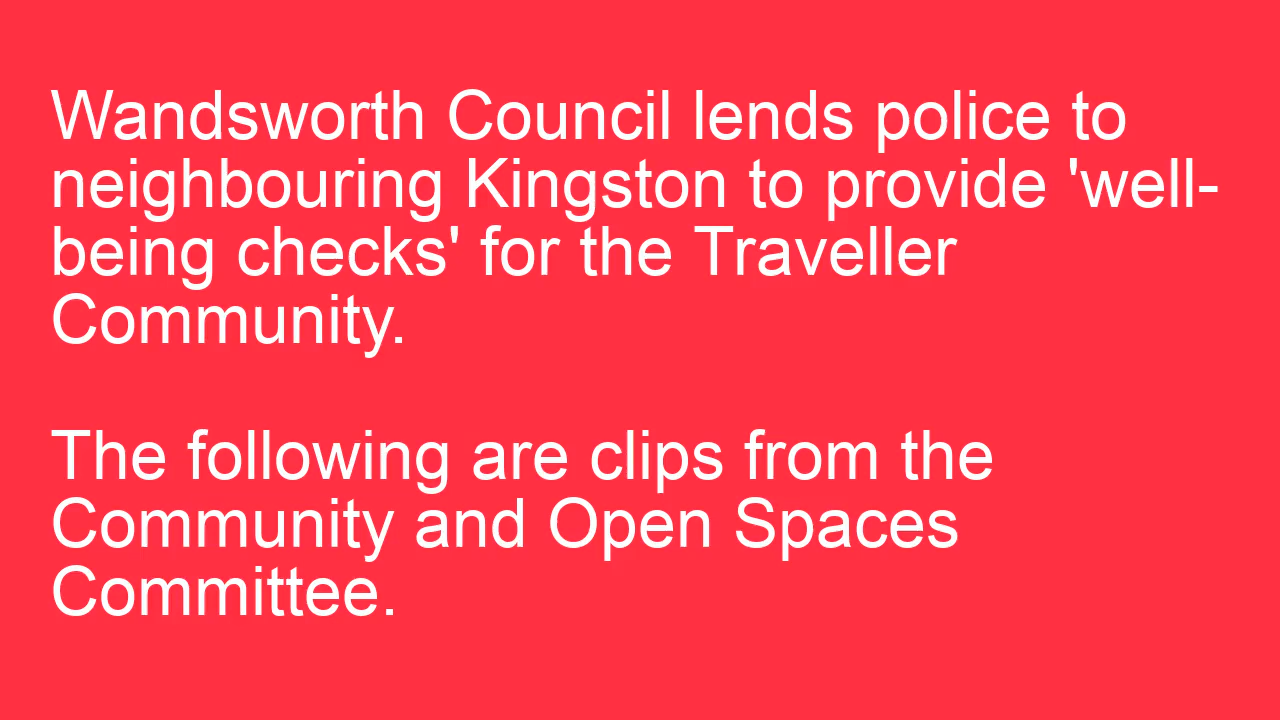 Wandsworth Council lends police to
neighbouring Kingston to provide 'well-
being checks' for the Traveller
Community.
The following are clips from the
Community and Open Spaces
Committee.